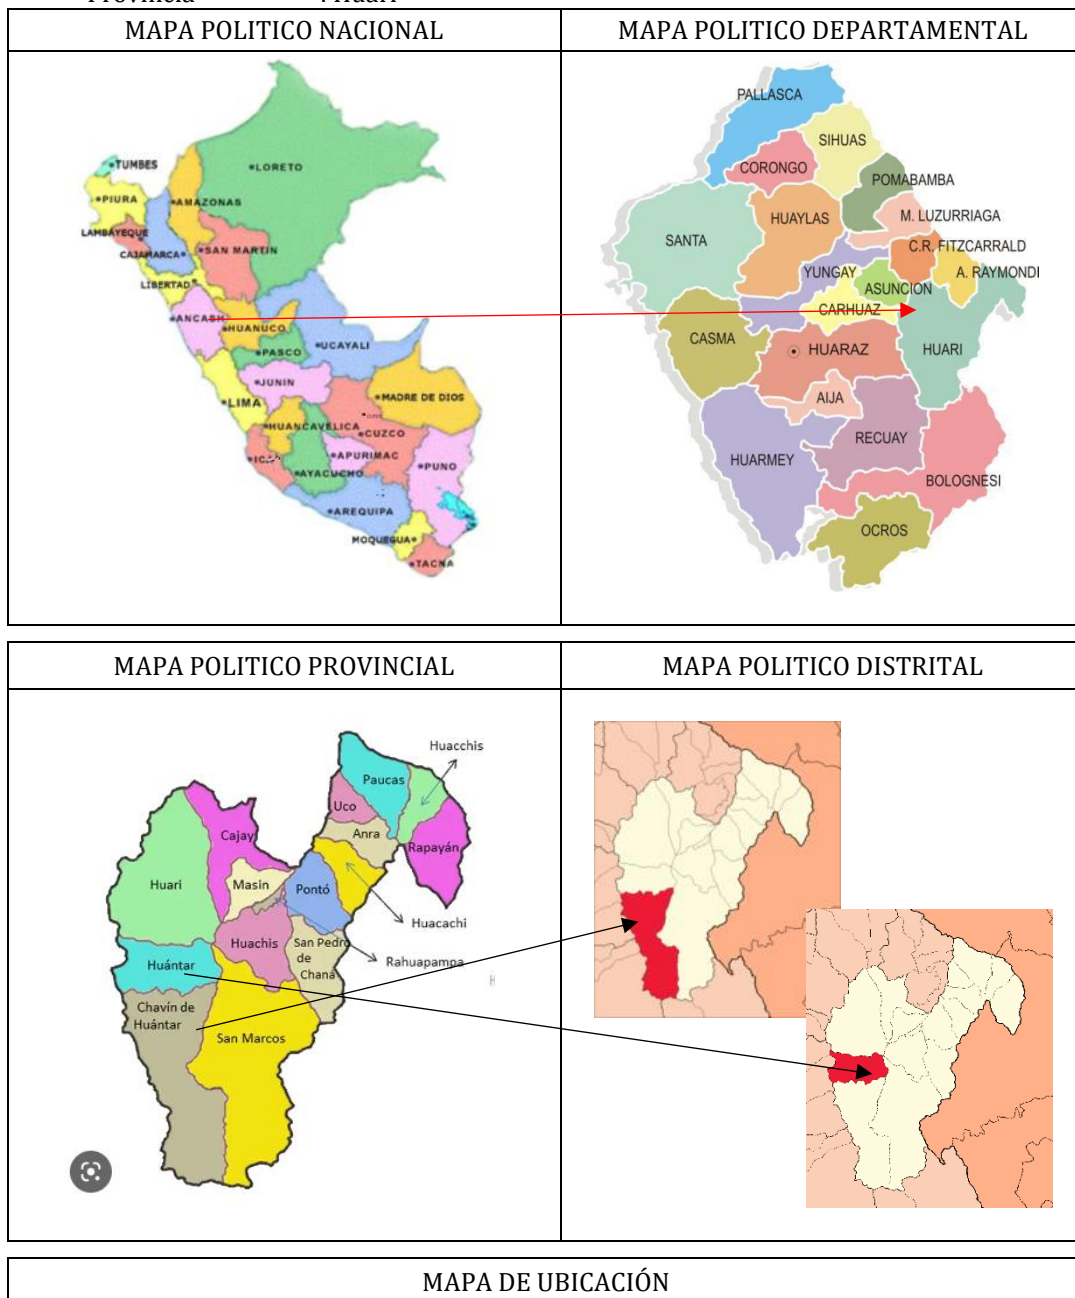 Provincia : Huari
MAPA POLITICO NACIONAL
MAPA POLITICO DEPARTAMENTAL
TUMBES
LORETO
PIURA
AMAZONAS
LAMBAYEQUE
CAJAMARCA
SAN MARTIN
LIBERTAD
ANCASH
HUANUCO
UCAYALI
PASCO
JUNIN
LIMA
MADRE DE DIOS
HUANCAVELICA
CUZCO
APURIMAC
PUNO
AYACUCHO
AREQUIPA
MOQUEGUA
TACNA
PALLASCA
SIHUAS
CORONGO
POMABAMBA
HUAYLAS
M. LUZURRIAGA
SANTA
C.R. FITZCARRALD
YUNGAY
A. RAYMONDI
ASUNCION
CARHUAZ
CASMA
HUARAZ
HUARI
AIJA
RECUAY
HUARMEY
BOLOGNESI
OCROS
MAPA POLITICO PROVINCIAL
MAPA POLITICO DISTRITAL
Huacchis
Paucas
Uco
Anra
Cajay
Rapayán
Huari
Masin
Pontó
Huacachi
Huachis
San Pedro
de
Chaná
Rahuapampa
Huántar
Chavín de
Huántar
San Marcos
MAPA DE UBICACIÓN